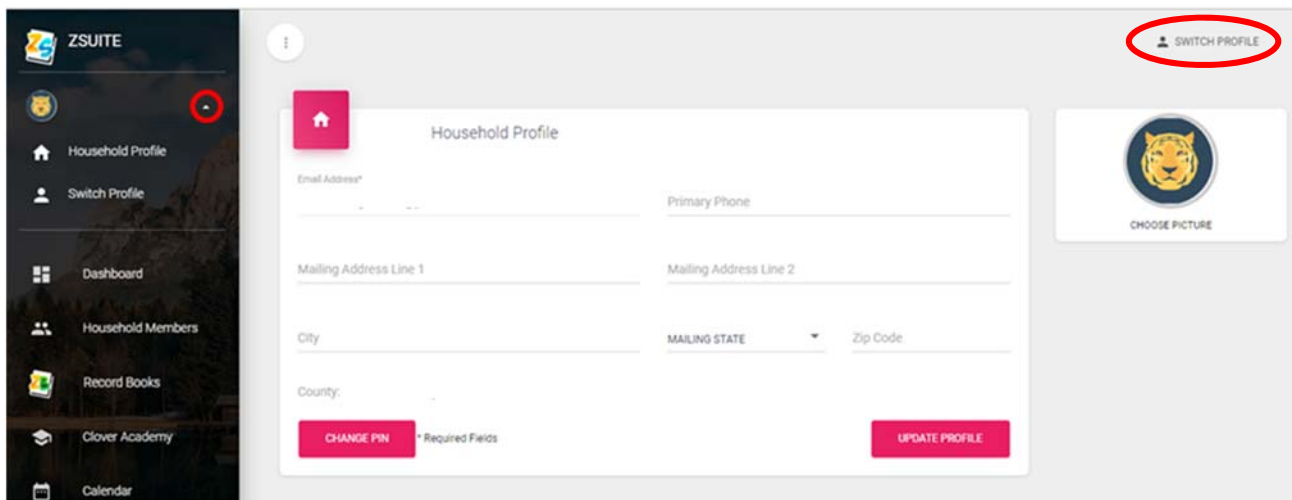 ZSUITE
Household Profile
Switch Profile
Dashboard
Household Members
Record Books
Clover Academy
Calendar
SWITCH PROFILE
Household Profile
Email Address*
Primary Phone
Mailing Address Line 1
Mailing Address Line 2
City
MAILING STATE
Zip Code
County:
CHANGE PIN
* Required Fields
UPDATE PROFILE
CHOOSE PICTURE